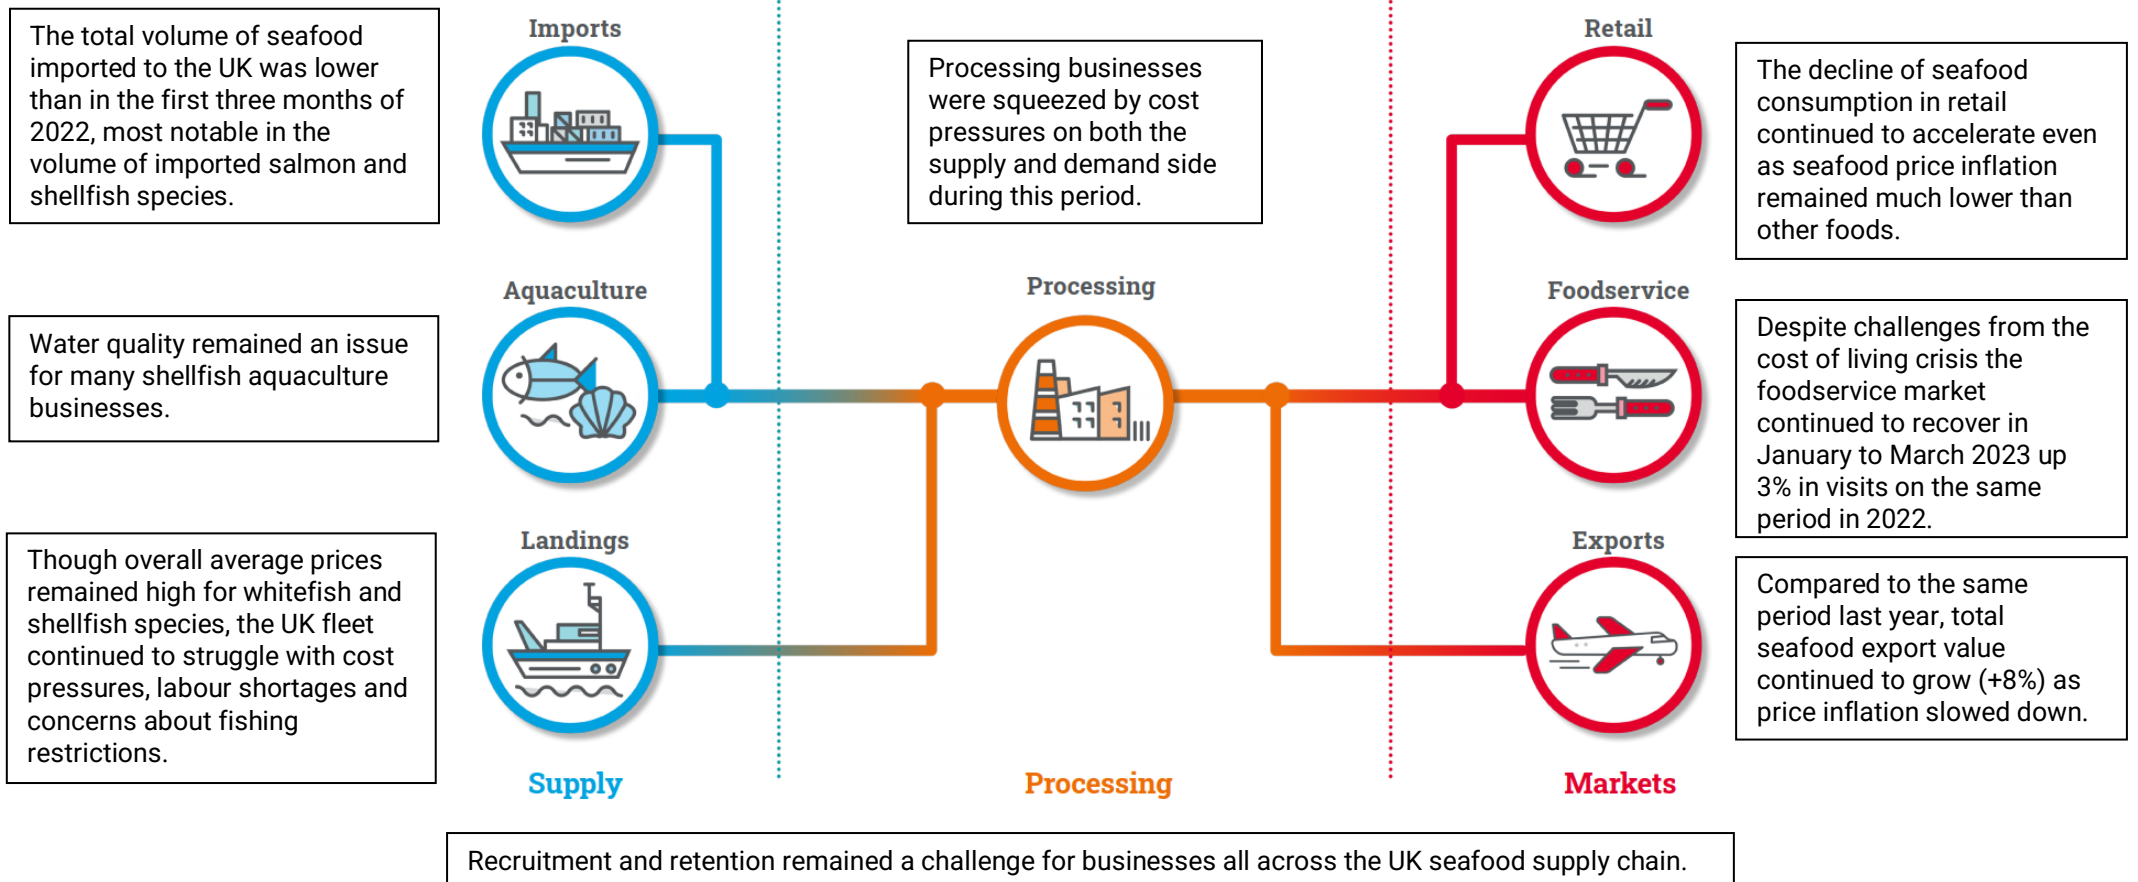 Imports
The total volume of seafood
imported to the UK was lower
than in the first three months of
2022, most notable in the
volume of imported salmon and
shellfish species.
Aquaculture
Water quality remained an issue
for many shellfish aquaculture
businesses.
Landings
Though overall average prices
remained high for whitefish and
shellfish species, the UK fleet
continued to struggle with cost
pressures, labour shortages and
concerns about fishing
restrictions.
Supply
Processing businesses
were squeezed by cost
pressures on both the
supply and demand side
during this period.
Processing
Processing
Retail
The decline of seafood
consumption in retail
continued to accelerate even
as seafood price inflation
remained much lower than
other foods.
Foodservice
Despite challenges from the
cost of living crisis the
foodservice market
continued to recover in
January to March 2023 up
3% in visits on the same
period in 2022.
Exports
Compared to the same
period last year, total
seafood export value
continued to grow (+8%) as
price inflation slowed down.
Markets
Recruitment and retention remained a challenge for businesses all across the UK seafood supply chain.